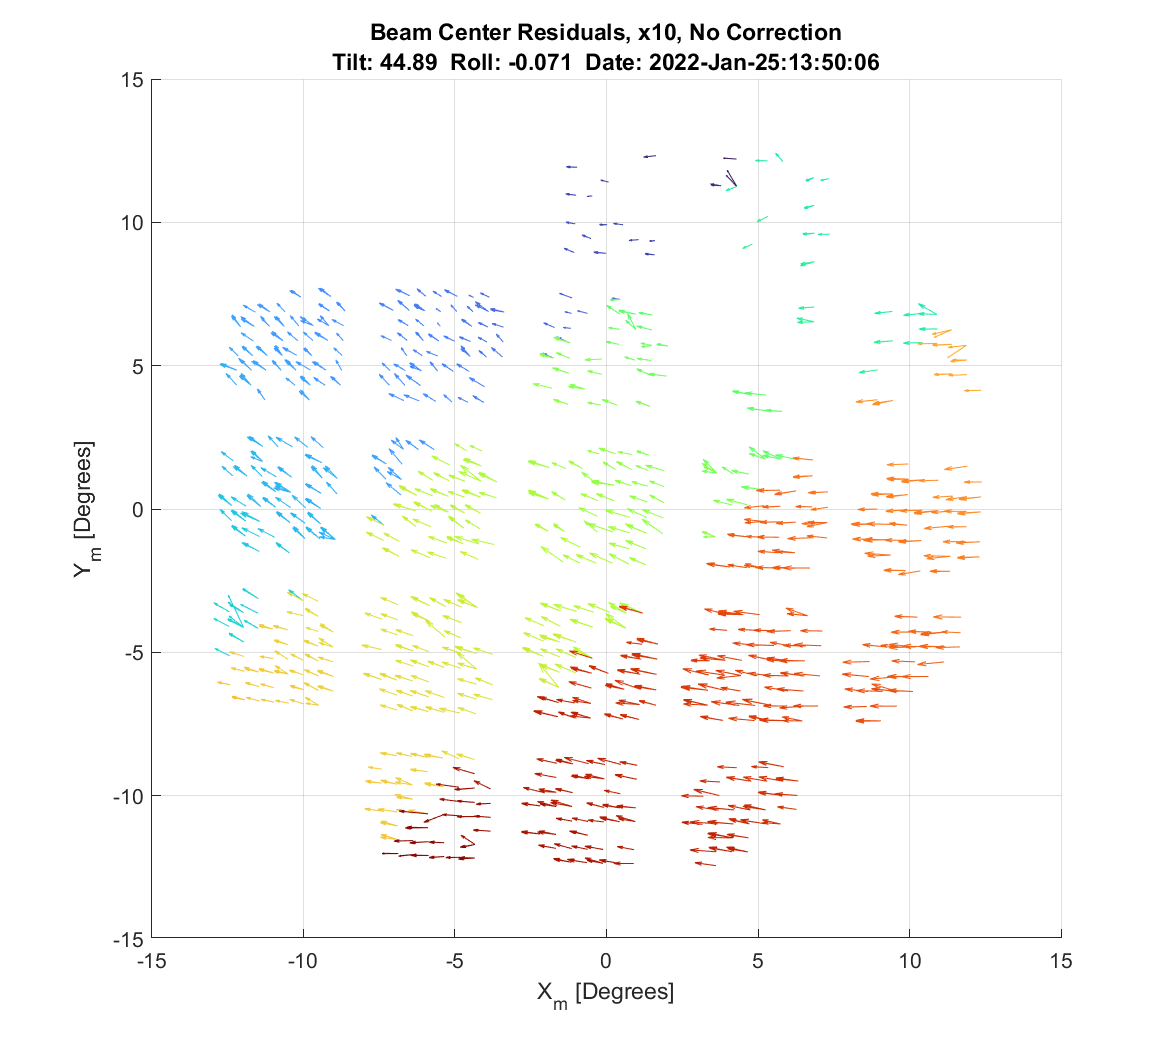 Beam Center Residuals, x10, No Correction
Tilt: 44.89 Roll: -0.071 Date: 2022-Jan-25:13:50:06
15
10
5
0
-5
-10
-15
Y_m [Degrees]
-15 -10 -5 0 5 10 15
X_m [Degrees]